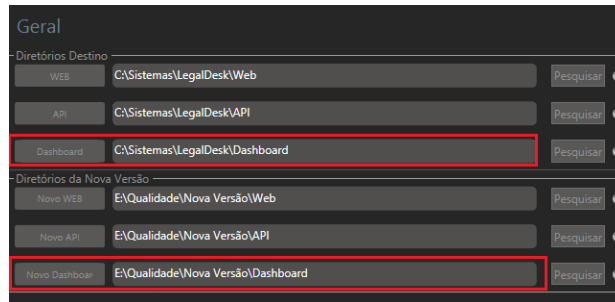 Geral
Diretórios Destino
WEB C:\Sistemas\LegalDesk\Web Pesquisar
API C:\Sistemas\LegalDesk\API Pesquisar
Dashboard C:\Sistemas\LegalDesk\Dashboard Pesquisar
Diretórios da Nova Versão
Novo WEB E:\Qualidade\Nova Versão\Web Pesquisar
Novo API E:\Qualidade\Nova Versão\API Pesquisar
Novo Dashboar E:\Qualidade\Nova Versão\Dashboard Pesquisar